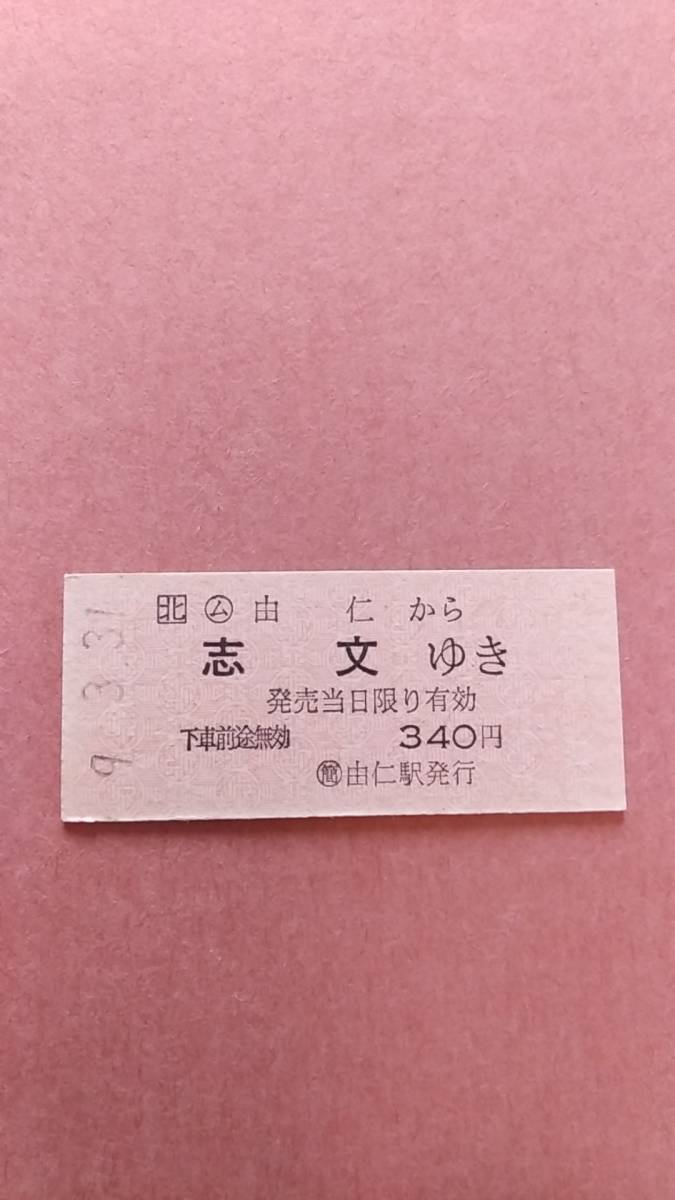 9. 3.31
北 ム 由 仁 から
志 文 ゆき
発売当日限り有効
下車前途無効 340円
簡 由仁駅発行